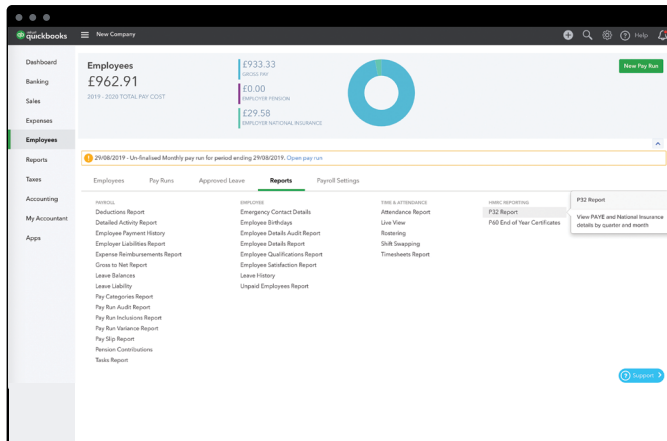 intuit
quickbooks
New Company
Help
Dashboard
Banking
Sales
Expenses
Employees
Reports
Taxes
Accounting
My Accountant
Apps
Employees
£962.91
2019 - 2020 TOTAL PAY COST
£933.33
GROSS PAY
£0.00
EMPLOYER PENSION
£29.58
EMPLOYER NATIONAL INSURANCE
New Pay Run
29/08/2019 - Un-finalised Monthly pay run for period ending 29/08/2019. Open pay run
Employees Pay Runs Approved Leave Reports Payroll Settings
PAYROLL
Deductions Report
Detailed Activity Report
Employee Payment History
Employer Liabilities Report
Expense Reimbursements Report
Gross to Net Report
Leave Balances
Leave Liability
Pay Categories Report
Pay Run Audit Report
Pay Run Inclusions Report
Pay Run Variance Report
Pay Slip Report
Pension Contributions
Tasks Report
EMPLOYEE
Emergency Contact Details
Employee Birthdays
Employee Details Audit Report
Employee Details Report
Employee Qualifications Report
Employee Satisfaction Report
Leave History
Unpaid Employees Report
TIME & ATTENDANCE
Attendance Report
Live View
Rostering
Shift Swapping
Timesheets Report
HMRC REPORTING
P32 Report
P60 End of Year Certificates
P32 Report
View PAYE and National Insurance
details by quarter and month
Support